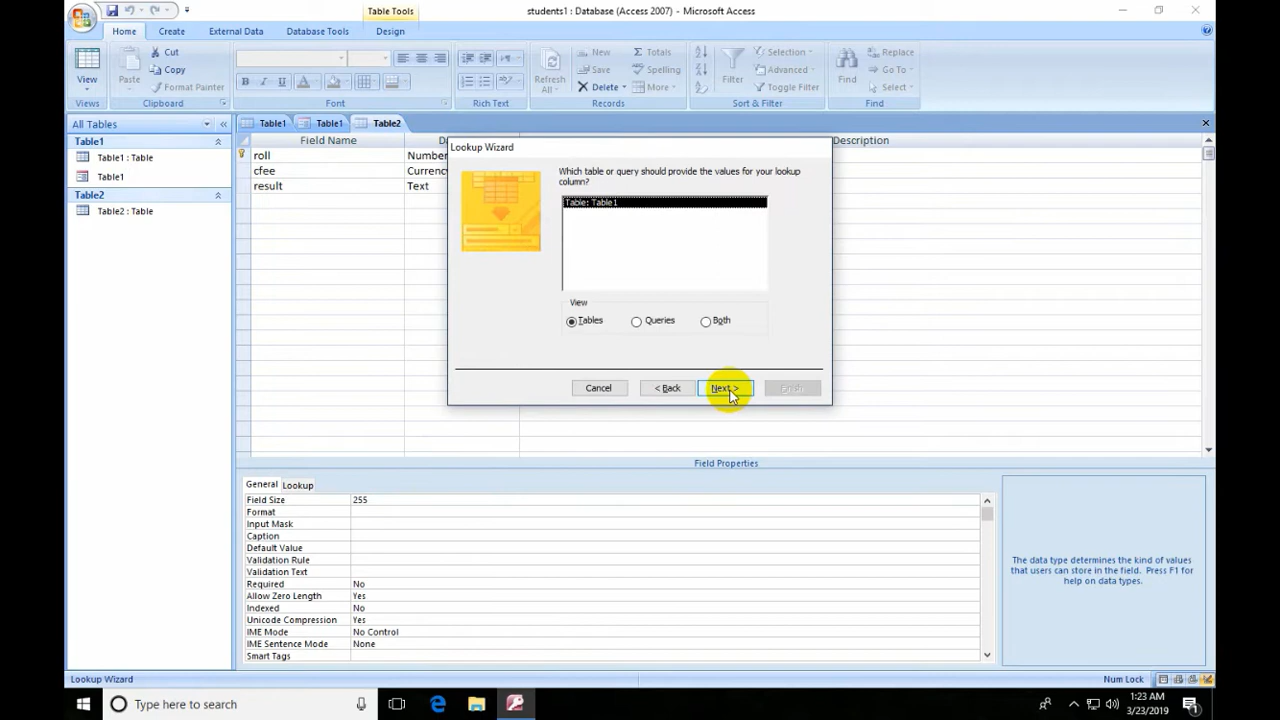 students1 : Database (Access 2007) - Microsoft Access
Table Tools
Home
Create
External Data
Database Tools
Design
View
Views
Paste
Cut
Copy
Format Painter
Clipboard
B I U A
Font
Rich Text
Refresh All
New
Save
Delete
Totals
Spelling
More
Records
Filter
Selection
Advanced
Toggle Filter
Sort & Filter
Find
Replace
Go To
Select
Find
All Tables
Table1
Table1 : Table
Table1
Table2
Table2 : Table
Table1
Table1
Table2
Field Name
Da
Description
roll
Number
cfee
Currency
result
Text
Lookup Wizard
Which table or query should provide the values for your lookup
column?
Table: Table1
View
Tables
Queries
Both
Cancel
< Back
Next >
Finish
Field Properties
General
Lookup
Field Size 255
Format
Input Mask
Caption
Default Value
Validation Rule
Validation Text
Required No
Allow Zero Length Yes
Indexed No
Unicode Compression Yes
IME Mode No Control
IME Sentence Mode None
Smart Tags
The data type determines the kind of values
that users can store in the field. Press F1 for
help on data types.
Lookup Wizard
Num Lock
Type here to search
1:23 AM
3/23/2019
1